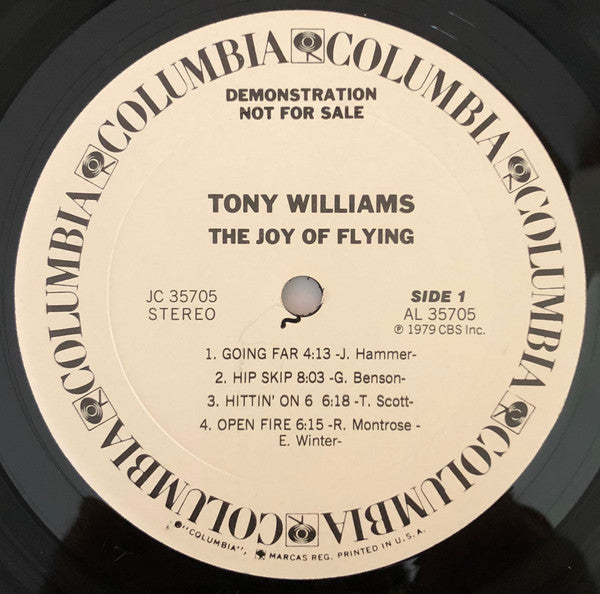 COLUMBIA COLUMBIA COLUMBIA COLUMBIA COLUMBIA COLUMBIA COLUMBIA COLUMBIA
DEMONSTRATION
NOT FOR SALE
TONY WILLIAMS
THE JOY OF FLYING
JC 35705
STEREO
SIDE 1
AL 35705
℗ 1979 CBS Inc.
1. GOING FAR 4:13 -J. Hammer-
2. HIP SKIP 8:03 -G. Benson-
3. HITTIN' ON 6 6:18 -T. Scott-
4. OPEN FIRE 6:15 -R. Montrose -
E. Winter-
"COLUMBIA", MARCAS REG. PRINTED IN U.S.A.